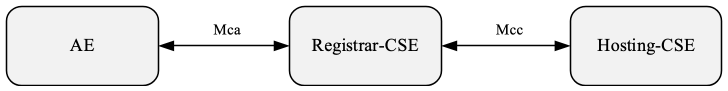 AE
Mca
Registrar-CSE
Mcc
Hosting-CSE